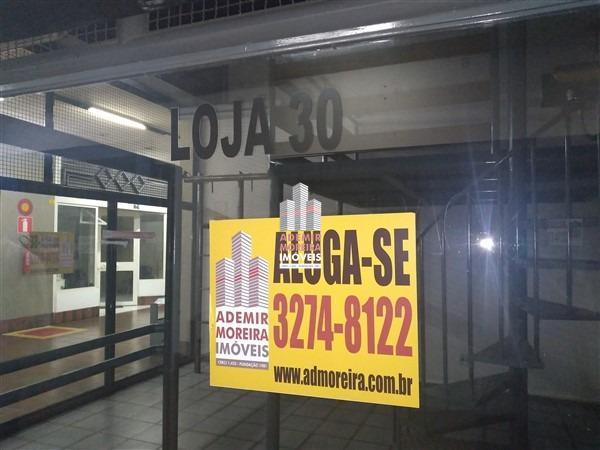 LOJA 30
ALUGA-SE
3274-8122
www.admoreira.com.br
ADEMIR
MOREIRA
IMÓVEIS
ADEMIR
MOREIRA
IMÓVEIS